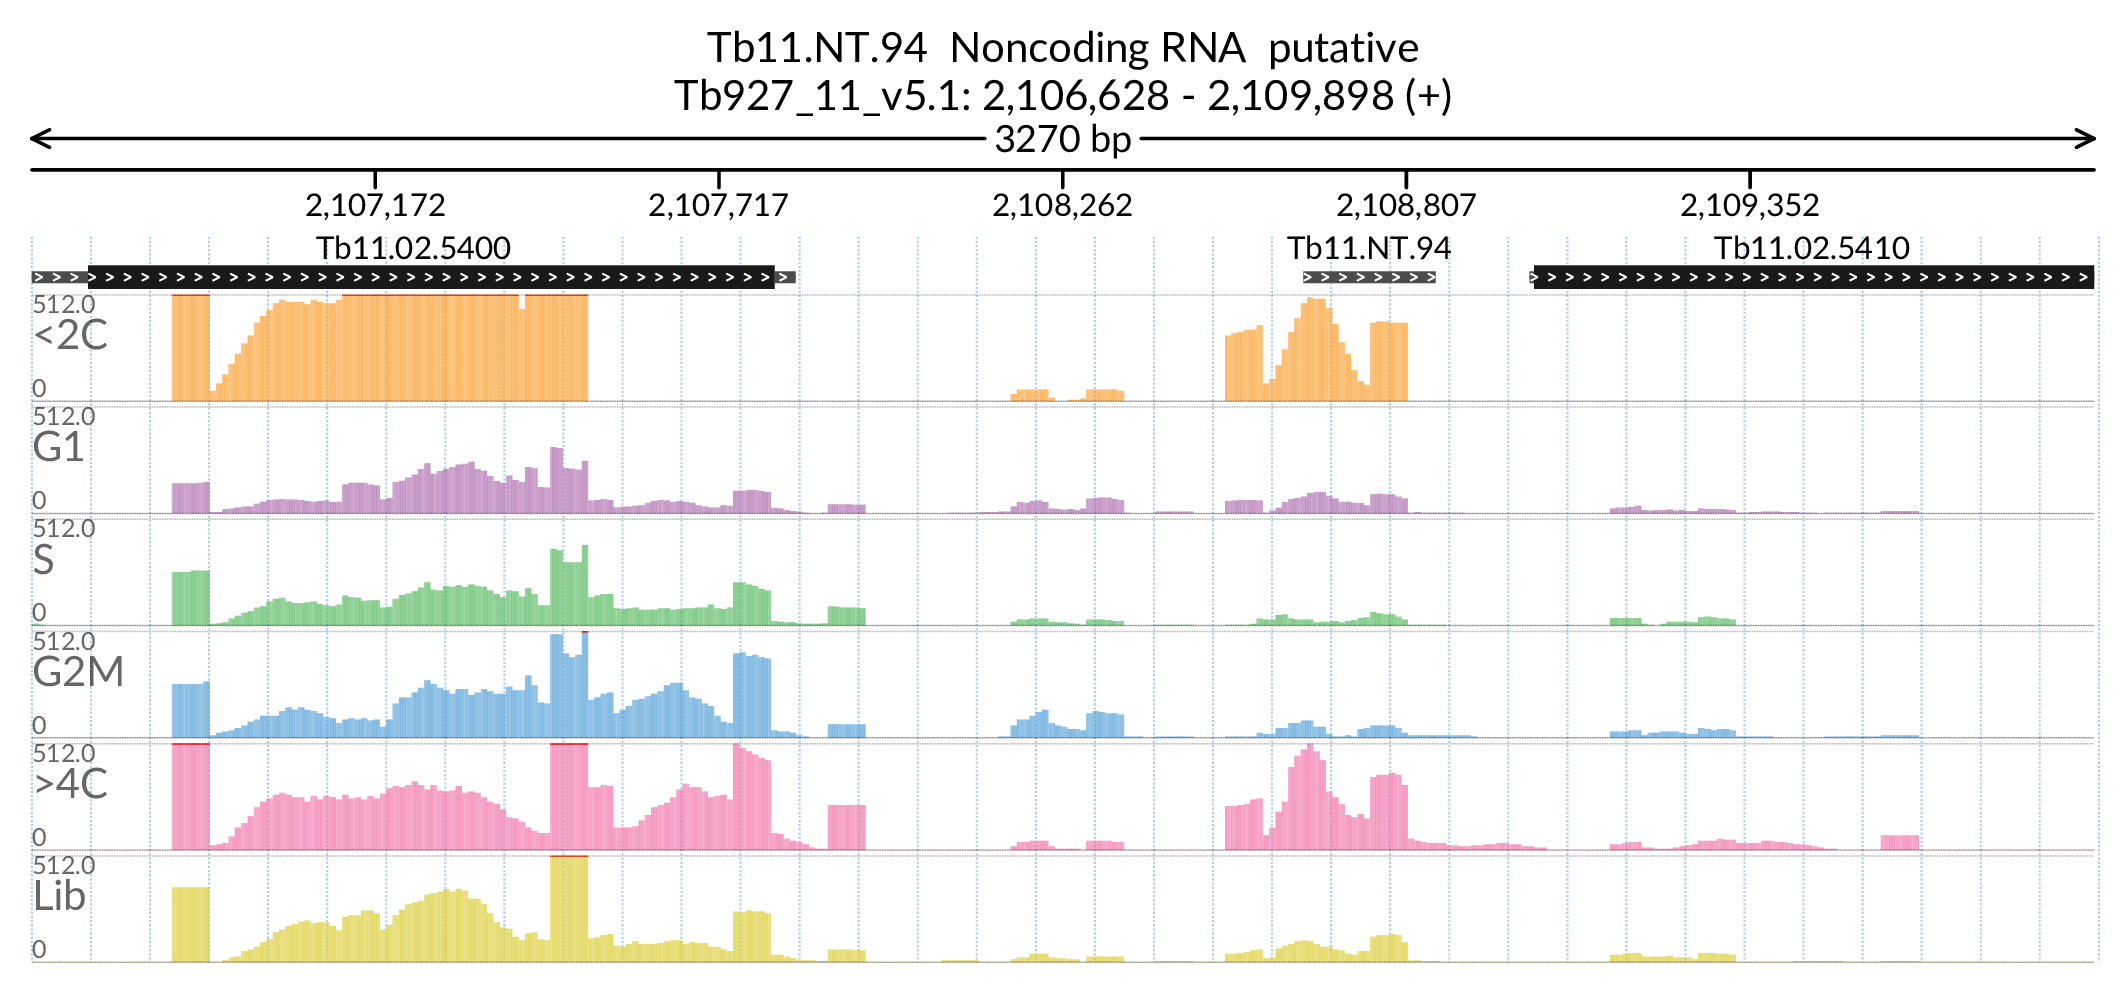 Tb11.NT.94 Noncoding RNA putative
Tb927_11_v5.1: 2,106,628 - 2,109,898 (+)
3270 bp
2,107,172 2,107,717 2,108,262 2,108,807 2,109,352
Tb11.02.5400 Tb11.NT.94 Tb11.02.5410
512.0
<2C
0
512.0
G1
0
512.0
S
0
512.0
G2M
0
512.0
>4C
0
512.0
Lib
0